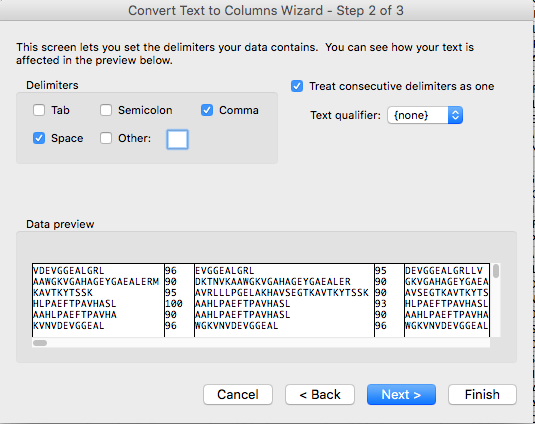 Convert Text to Columns Wizard - Step 2 of 3
This screen lets you set the delimiters your data contains. You can see how your text is
affected in the preview below.
Delimiters
Treat consecutive delimiters as one
Tab Semicolon Comma
Text qualifier: {none}
Space Other:
Data preview
VDEVGGEALGRL 96 EVGGEALGRL 95 DEVGGEALGRLLV
AAWGKVGAHAGEYGAEALERM 90 DKTNVKAAWGKVGAHAGEYGAEALER 90 GKVGAHAGEYGAEA
KAVTKYTSSK 95 AVRLLLPGELAKHAVSEGTKAVTKYTSSK 90 AVSEGTKAVTKYTS
HLPAEFTPAVHASL 100 AAHLPAEFTPAVHASL 93 HLPAEFTPAVHASL
AAHLPAEFTPAVHA 90 AAHLPAEFTPAVHASL 90 AAHLPAEFTPAVHAS
KVNVDEVGGEAL 96 WGKVNVDEVGGEAL 96 WGKVNVDEVGGEAL
Cancel < Back Next > Finish